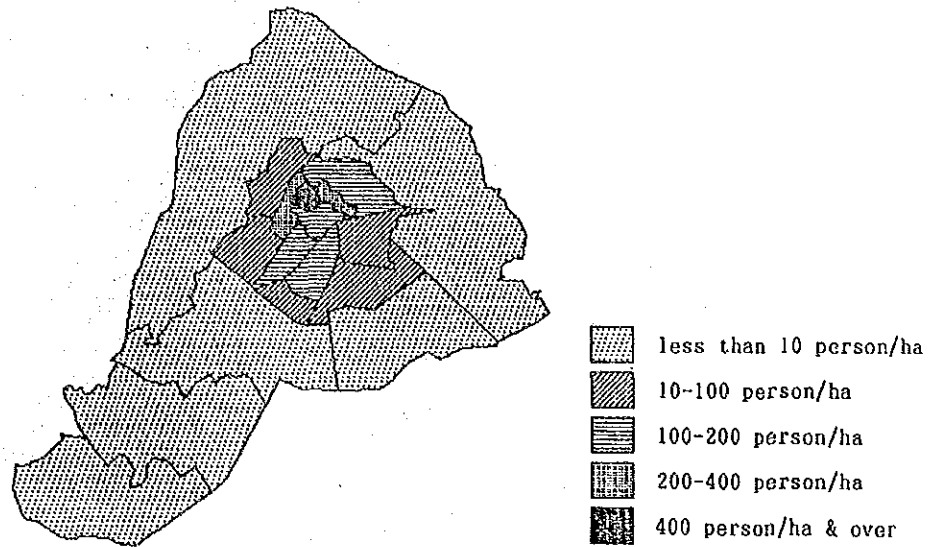 less than 10 person/ha
10-100 person/ha
100-200 person/ha
200-400 person/ha
400 person/ha & over